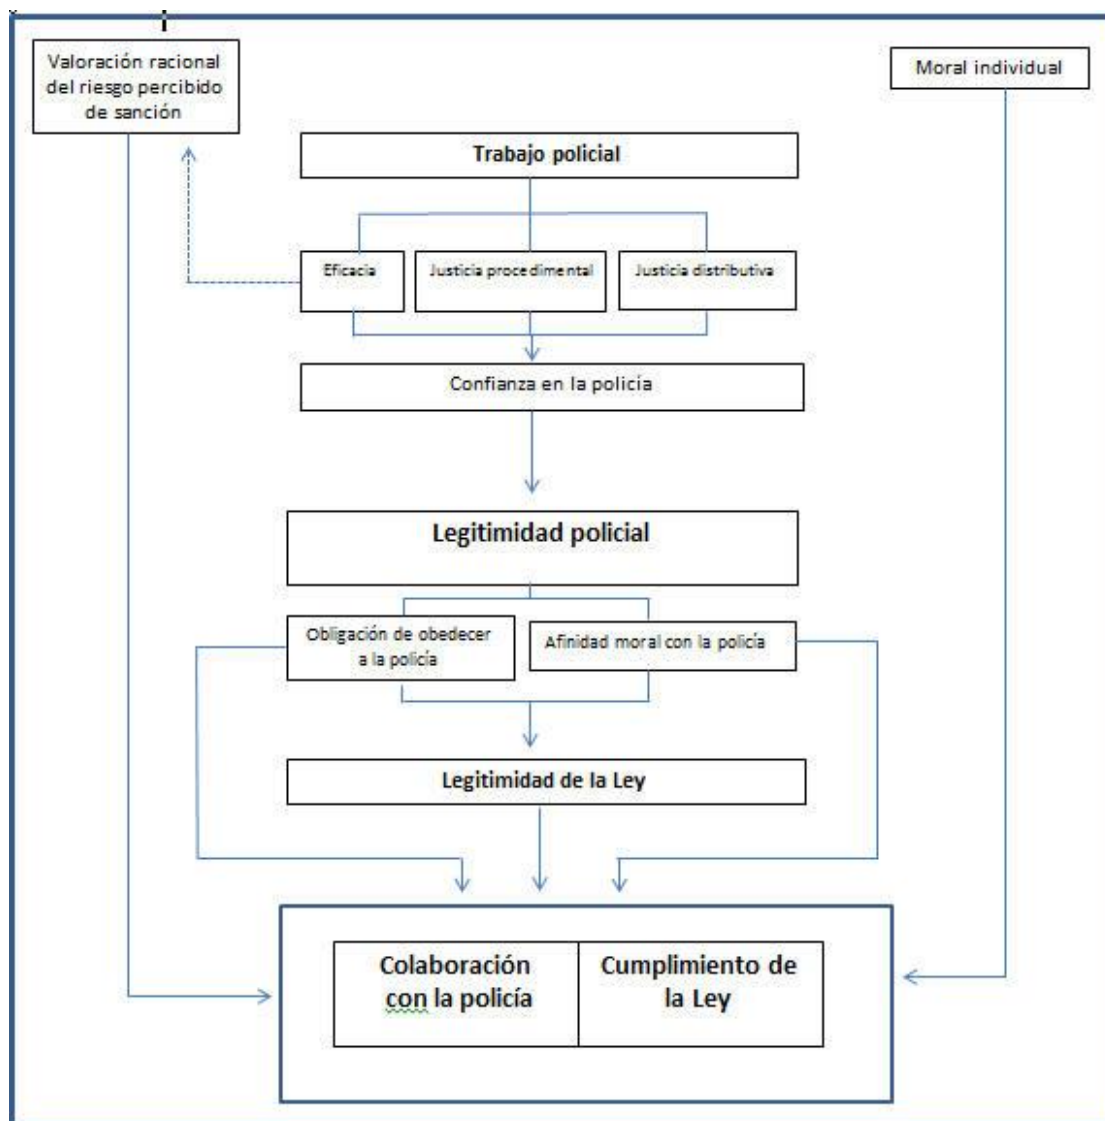 Valoración racional
del riesgo percibido
de sanción
Moral individual
Trabajo policial
Eficacia
Justicia procedimental
Justicia distributiva
Confianza en la policía
Legitimidad policial
Obligación de obedecer
a la policía
Afinidad moral con la policía
Legitimidad de la Ley
Colaboración
con la policía
Cumplimiento de
la Ley